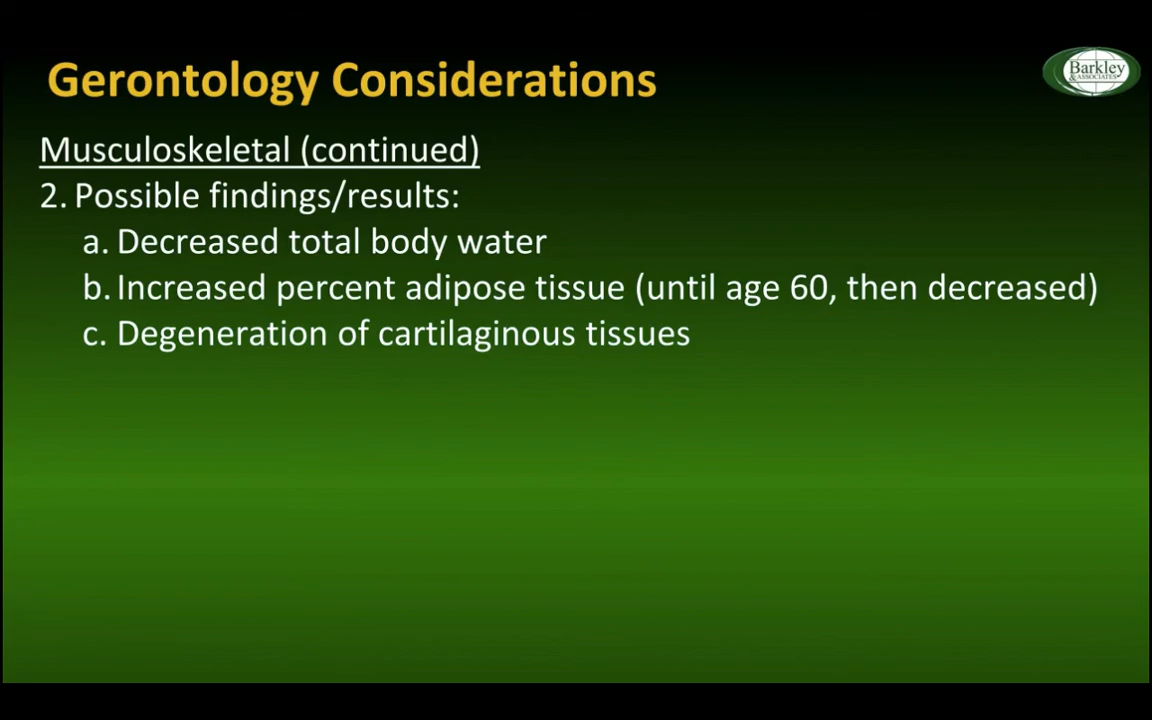 Gerontology Considerations
Barkley
& ASSOCIATES
Musculoskeletal (continued)
2. Possible findings/results:
a. Decreased total body water
b. Increased percent adipose tissue (until age 60, then decreased)
c. Degeneration of cartilaginous tissues